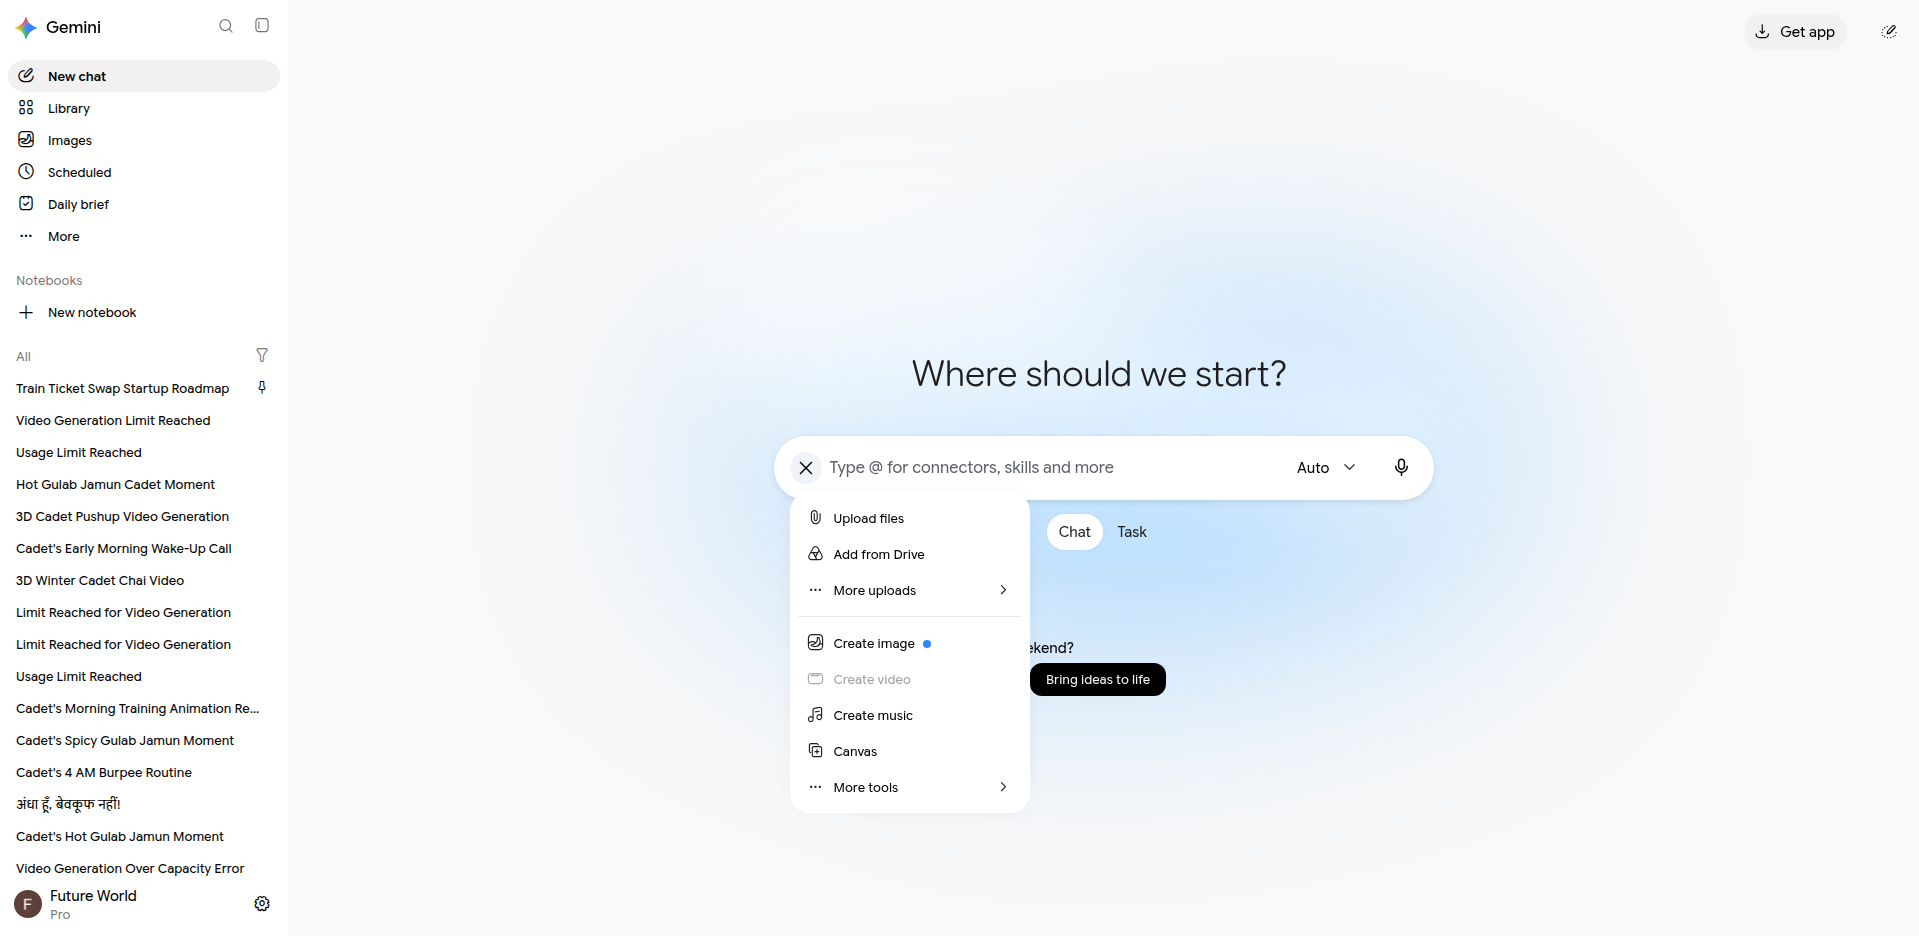 Gemini
New chat
Library
Images
Scheduled
Daily brief
More
Notebooks
New notebook
All
Train Ticket Swap Startup Roadmap
Video Generation Limit Reached
Usage Limit Reached
Hot Gulab Jamun Cadet Moment
3D Cadet Pushup Video Generation
Cadet's Early Morning Wake-Up Call
3D Winter Cadet Chai Video
Limit Reached for Video Generation
Limit Reached for Video Generation
Usage Limit Reached
Cadet's Morning Training Animation Re...
Cadet's Spicy Gulab Jamun Moment
Cadet's 4 AM Burpee Routine
अंधा हूँ, बेवकूफ नहीं!
Cadet's Hot Gulab Jamun Moment
Video Generation Over Capacity Error
F
Future World
Pro
Get app
Where should we start?
Type @ for connectors, skills and more
Auto
Chat Task
Upload files
Add from Drive
More uploads
Create image
Create video
Create music
Canvas
More tools
ekend?
Bring ideas to life